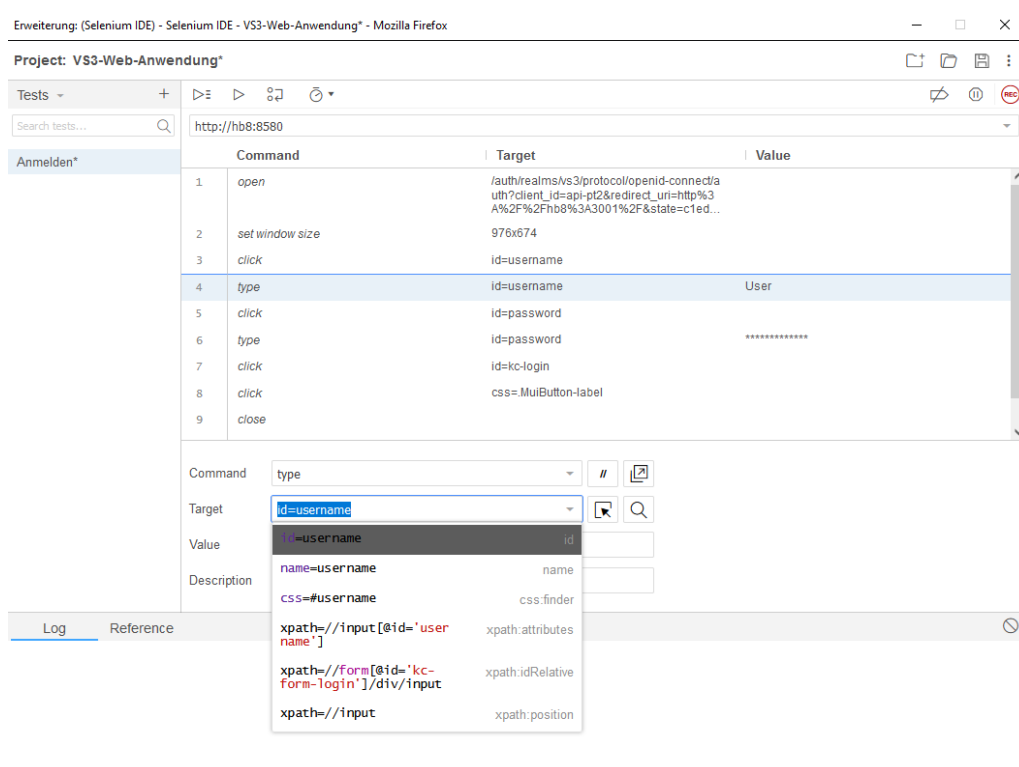 Erweiterung: (Selenium IDE) - Selenium IDE - VS3-Web-Anwendung* - Mozilla Firefox
Project: VS3-Web-Anwendung*
Tests
Search tests...
Anmelden*
REC
http://hb8:8580
Command Target Value
1 open /auth/realms/vs3/protocol/openid-connect/a
uth?client_id=api-pt2&redirect_uri=http%3
A%2F%2Fhb8%3A3001%2F&state=c1ed...
2 set window size 976x674
3 click id=username
4 type id=username User
5 click id=password
6 type id=password *************
7 click id=kc-login
8 click css=.MuiButton-label
9 close
Command type //
Target id=username
Value
Description
id=username id
name=username name
css=#username css:finder
xpath=//input[@id='user
name'] xpath:attributes
xpath=//form[@id='kc-
form-login']/div/input xpath:idRelative
xpath=//input xpath:position
Log Reference